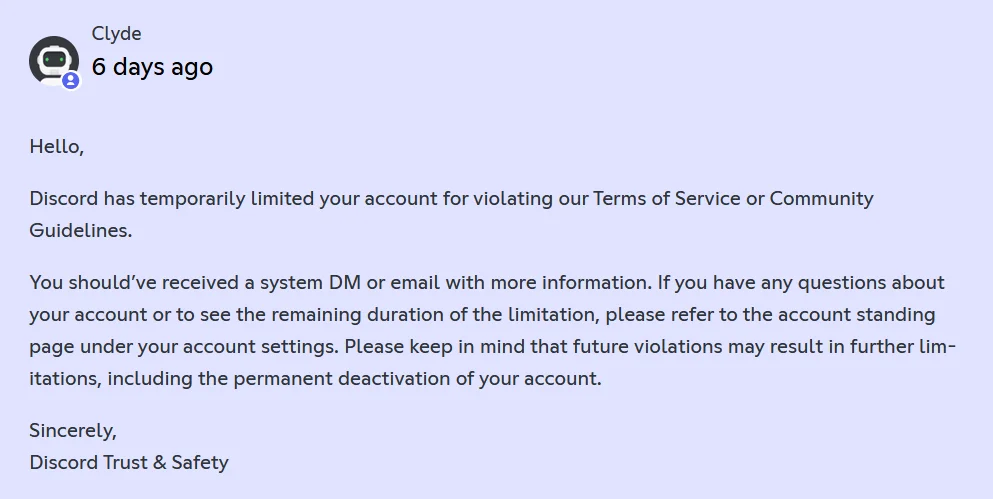 Clyde
6 days ago
Hello,
Discord has temporarily limited your account for violating our Terms of Service or Community
Guidelines.
You should’ve received a system DM or email with more information. If you have any questions about
your account or to see the remaining duration of the limitation, please refer to the account standing
page under your account settings. Please keep in mind that future violations may result in further lim-
itations, including the permanent deactivation of your account.
Sincerely,
Discord Trust & Safety